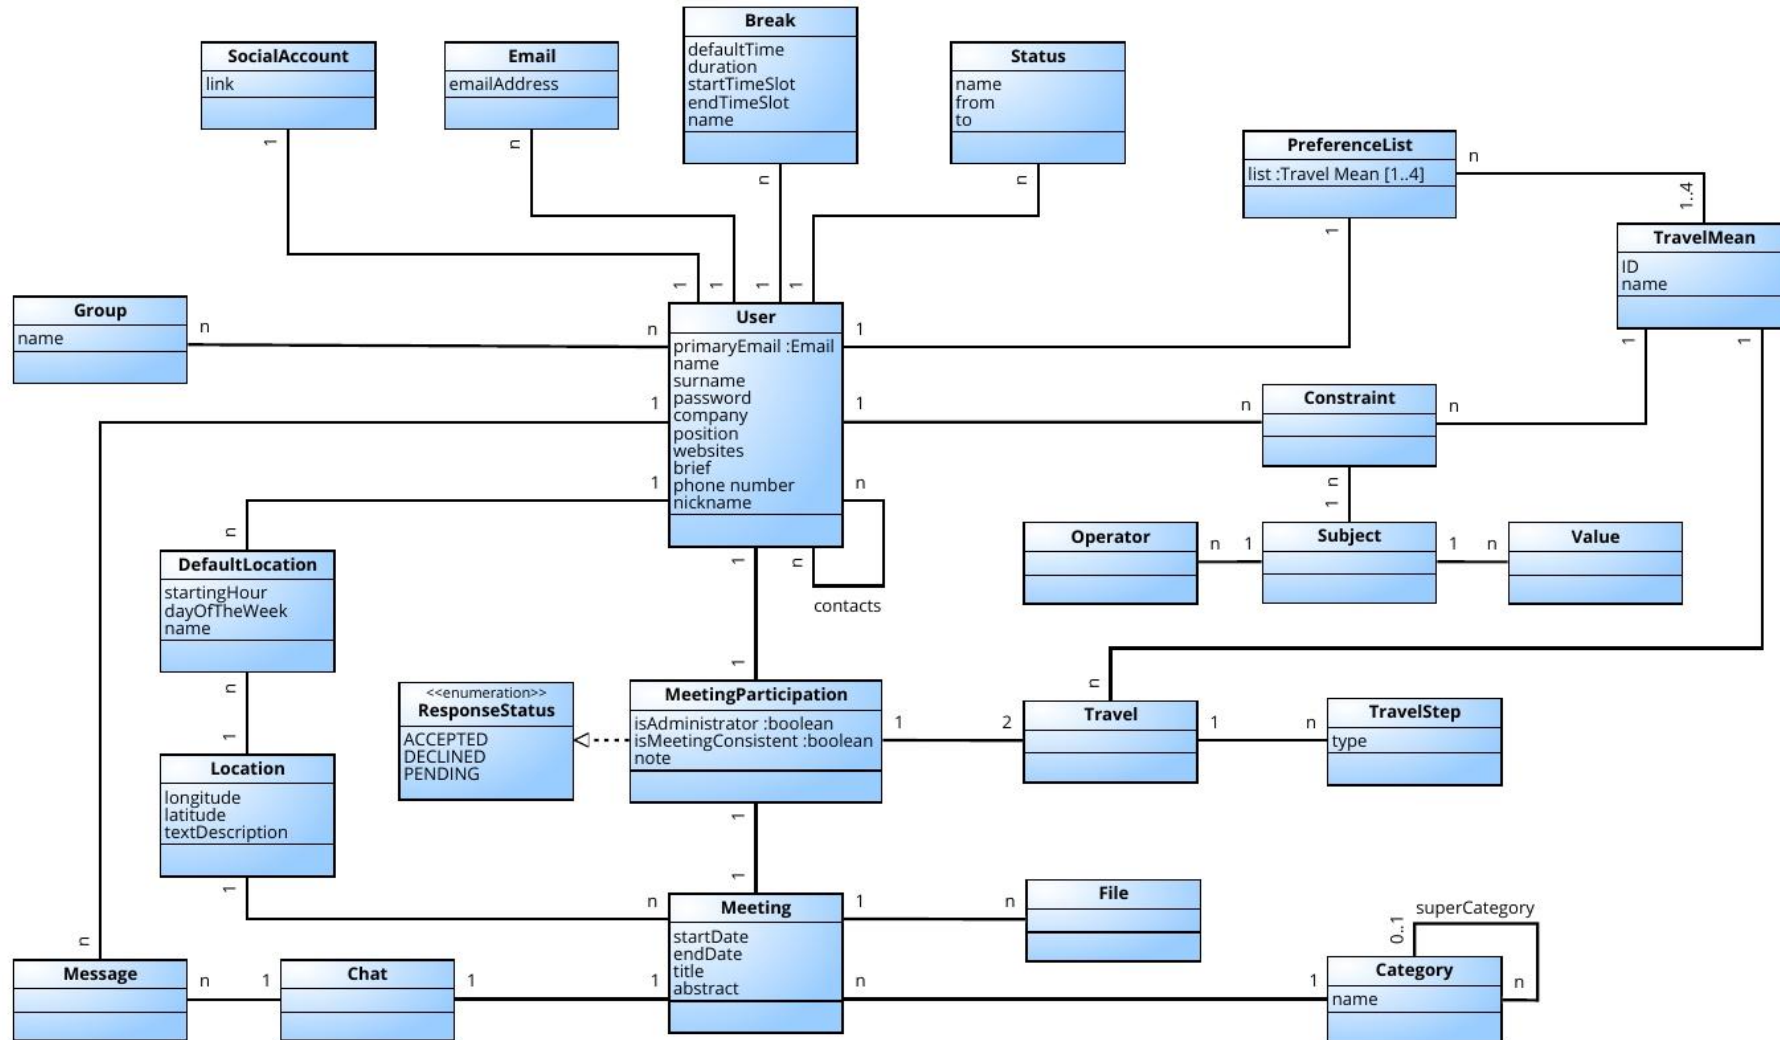 Break
defaultTime
duration
startTimeSlot
endTimeSlot
name
SocialAccount
link
Email
emailAddress
Status
name
from
to
PreferenceList
list :Travel Mean [1..4]
n
1..4
TravelMean
ID
name
1
n
n
n
1
1
1
1
1
Group
name
n
n
User
primaryEmail :Email
name
surname
password
company
position
websites
brief
phone number
nickname
1
1
1
1
1
n
Constraint
n
1
n
n
contacts
n
1
Operator
n
1
Subject
1
n
Value
1
n
DefaultLocation
startingHour
dayOfTheWeek
name
n
1
Location
longitude
latitude
textDescription
1
1
1
<<enumeration>>
ResponseStatus
ACCEPTED
DECLINED
PENDING
MeetingParticipation
isAdministrator :boolean
isMeetingConsistent :boolean
note
1
2
n
Travel
1
n
TravelStep
type
1
1
n
Meeting
startDate
endDate
title
abstract
1
n
File
superCategory
0..1
n
Category
name
n
1
n
Message
n
1
Chat
1
1